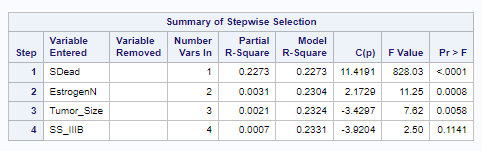 Summary of Stepwise Selection
Step Variable Entered Variable Removed Number Vars In Partial R-Square Model R-Square C(p) F Value Pr > F
1 SDead 1 0.2273 0.2273 11.4191 828.03 <.0001
2 EstrogenN 2 0.0031 0.2304 2.1729 11.25 0.0008
3 Tumor_Size 3 0.0021 0.2324 -3.4297 7.62 0.0058
4 SS_IIIB 4 0.0007 0.2331 -3.9204 2.50 0.1141